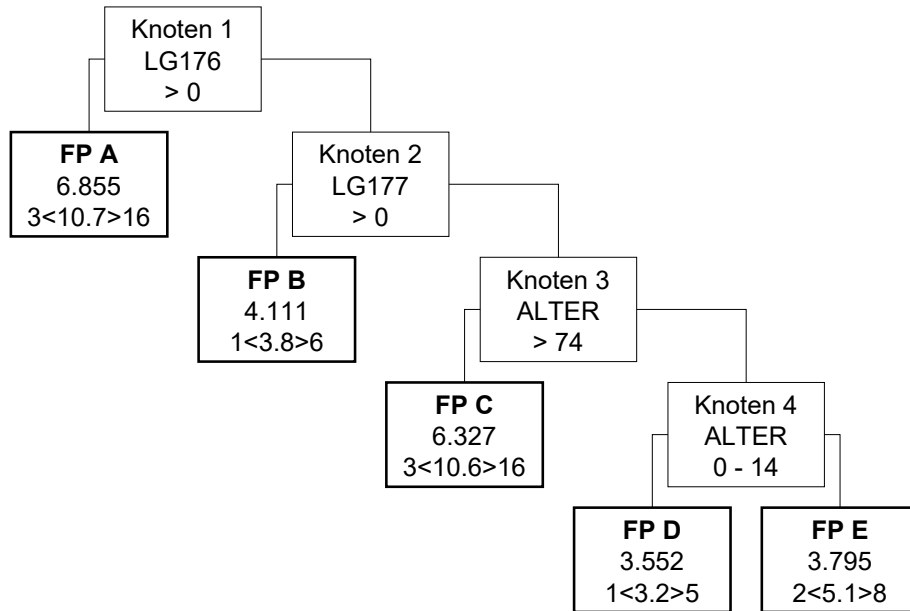 Knoten 1
LG176
> 0
FP A
6.855
3<10.7>16
Knoten 2
LG177
> 0
FP B
4.111
1<3.8>6
Knoten 3
ALTER
> 74
FP C
6.327
3<10.6>16
Knoten 4
ALTER
0 - 14
FP D
3.552
1<3.2>5
FP E
3.795
2<5.1>8